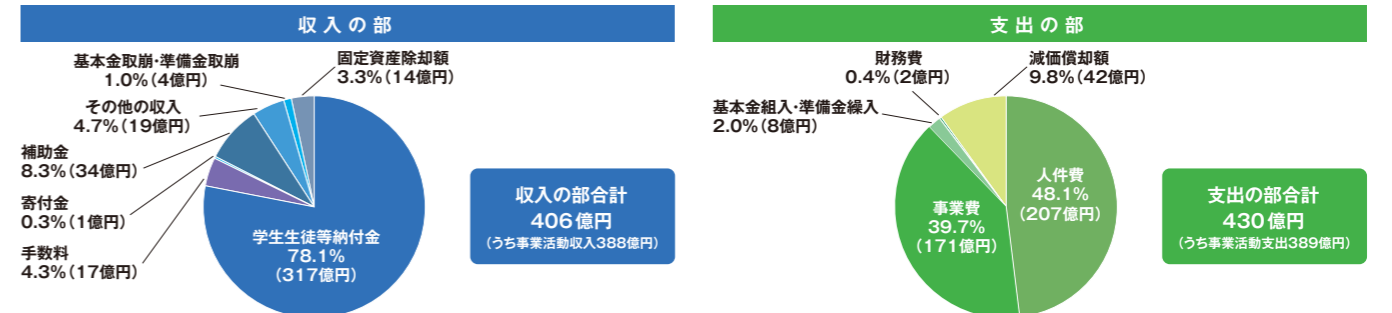 収入の部
基本金取崩・準備金取崩
1.0%(4億円)
固定資産除却額
3.3%(14億円)
その他の収入
4.7%(19億円)
補助金
8.3%(34億円)
寄付金
0.3%(1億円)
手数料
4.3%(17億円)
学生生徒等納付金
78.1%
(317億円)
収入の部合計
406億円
(うち事業活動収入388億円)
支出の部
財務費
0.4%(2億円)
減価償却額
9.8%(42億円)
基本金組入・準備金繰入
2.0%(8億円)
人件費
48.1%
(207億円)
事業費
39.7%
(171億円)
支出の部合計
430億円
(うち事業活動支出389億円)